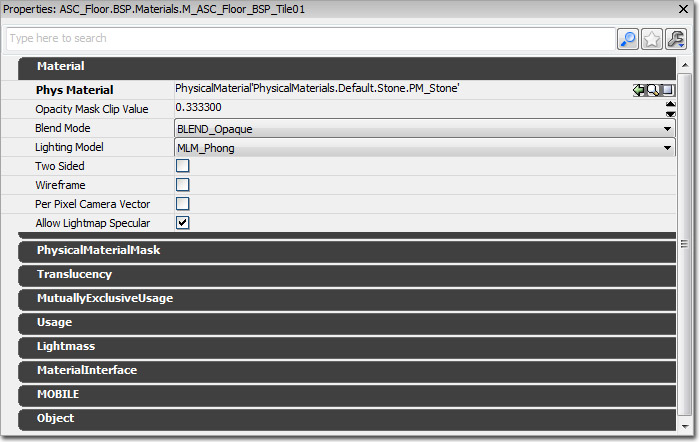 Properties: ASC_Floor.BSP.Materials.M_ASC_Floor_BSP_Tile01
Type here to search
Material
Phys Material PhysicalMaterial'PhysicalMaterials.Default.Stone.PM_Stone'
Opacity Mask Clip Value 0.333300
Blend Mode BLEND_Opaque
Lighting Model MLM_Phong
Two Sided
Wireframe
Per Pixel Camera Vector
Allow Lightmap Specular
PhysicalMaterialMask
Translucency
MutuallyExclusiveUsage
Usage
Lightmass
MaterialInterface
MOBILE
Object